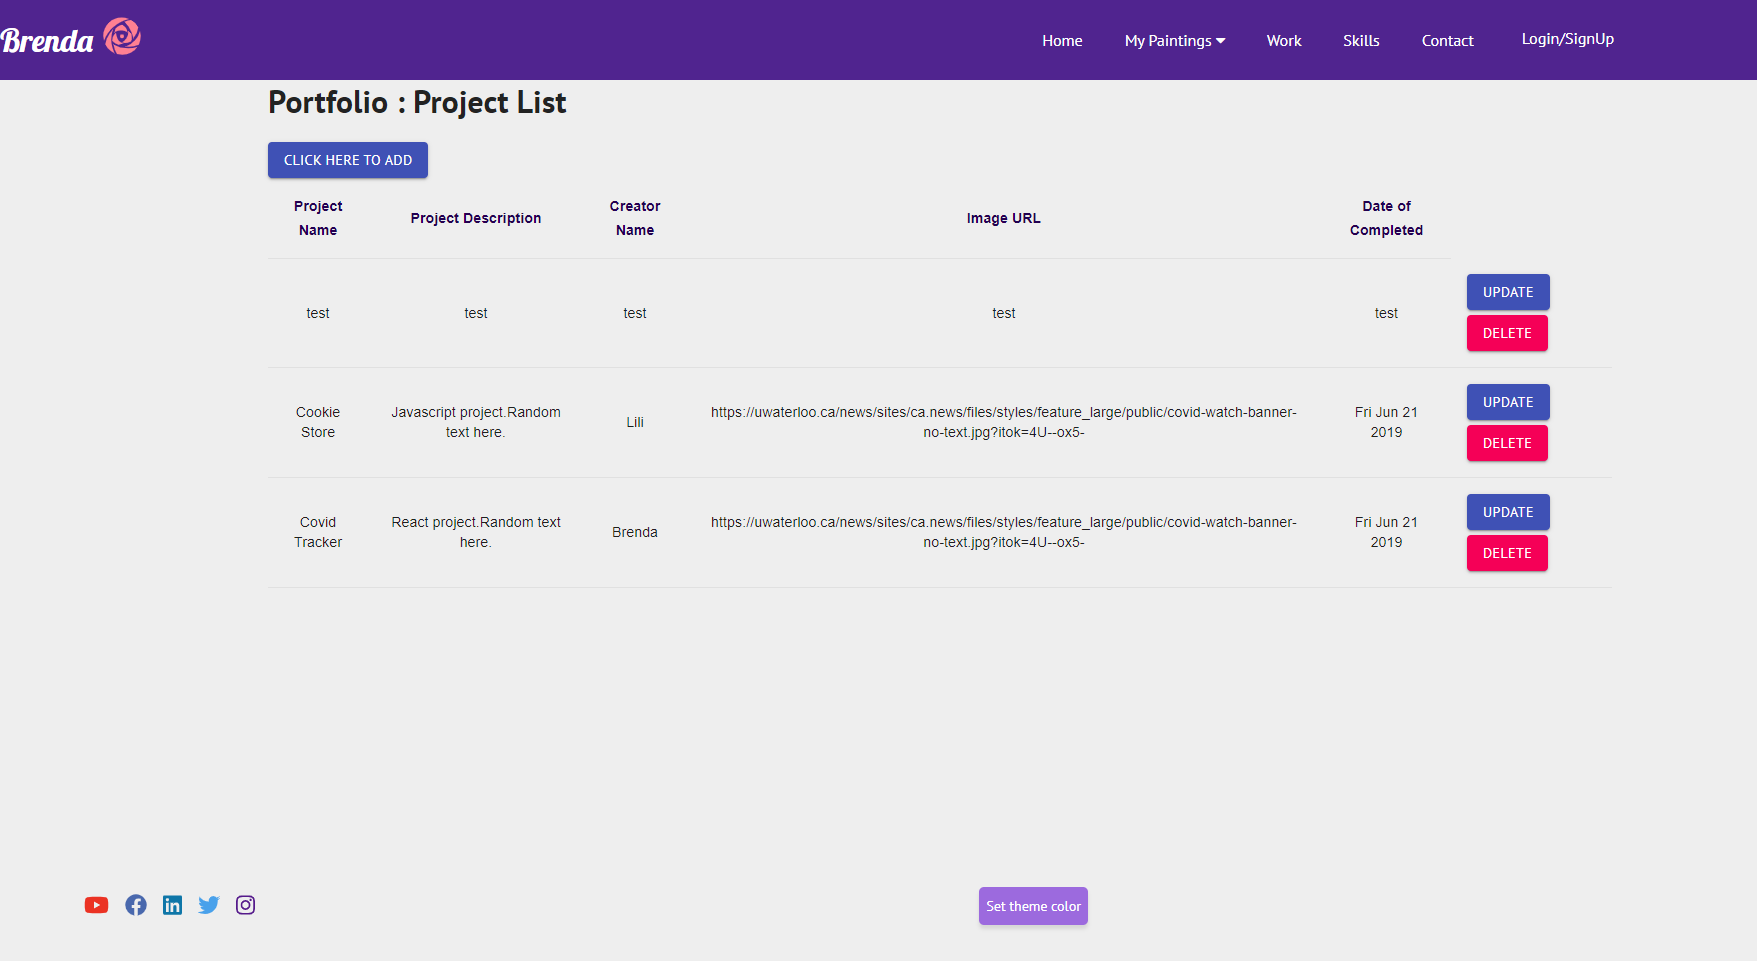 Brenda
Home My Paintings Work Skills Contact Login/SignUp
Portfolio : Project List
CLICK HERE TO ADD
Project Name Project Description Creator Name Image URL Date of Completed
test test test test test
UPDATE
DELETE
Cookie Store
Javascript project.Random text here.
Lili
https://uwaterloo.ca/news/sites/ca.news/files/styles/feature_large/public/covid-watch-banner-
no-text.jpg?itok=4U--ox5-
Fri Jun 21 2019
UPDATE
DELETE
Covid Tracker
React project.Random text here.
Brenda
https://uwaterloo.ca/news/sites/ca.news/files/styles/feature_large/public/covid-watch-banner-
no-text.jpg?itok=4U--ox5-
Fri Jun 21 2019
UPDATE
DELETE
Set theme color